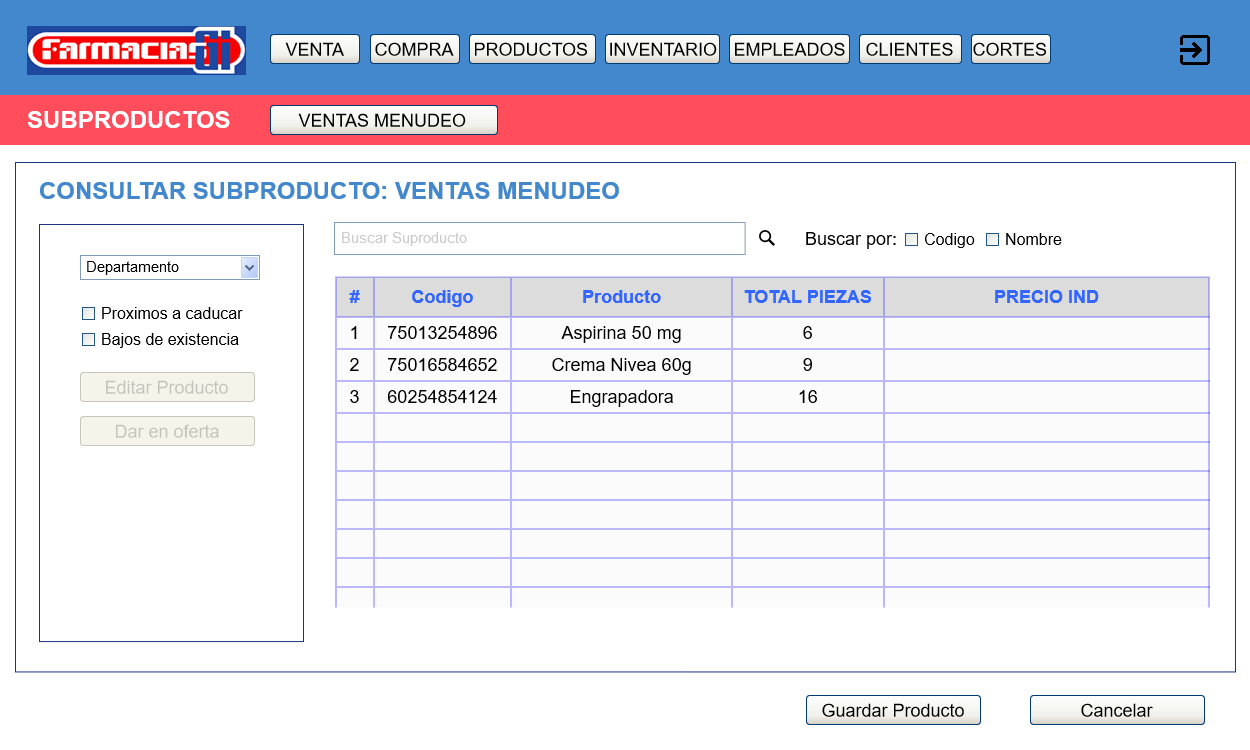 Farmacias GI VENTA COMPRA PRODUCTOS INVENTARIO EMPLEADOS CLIENTES CORTES
SUBPRODUCTOS VENTAS MENUDEO
CONSULTAR SUBPRODUCTO: VENTAS MENUDEO
Buscar Suproducto Buscar por: Codigo Nombre
Departamento
Proximos a caducar
Bajos de existencia
Editar Producto
Dar en oferta
# Codigo Producto TOTAL PIEZAS PRECIO IND
1 75013254896 Aspirina 50 mg 6
2 75016584652 Crema Nivea 60g 9
3 60254854124 Engrapadora 16
Guardar Producto Cancelar